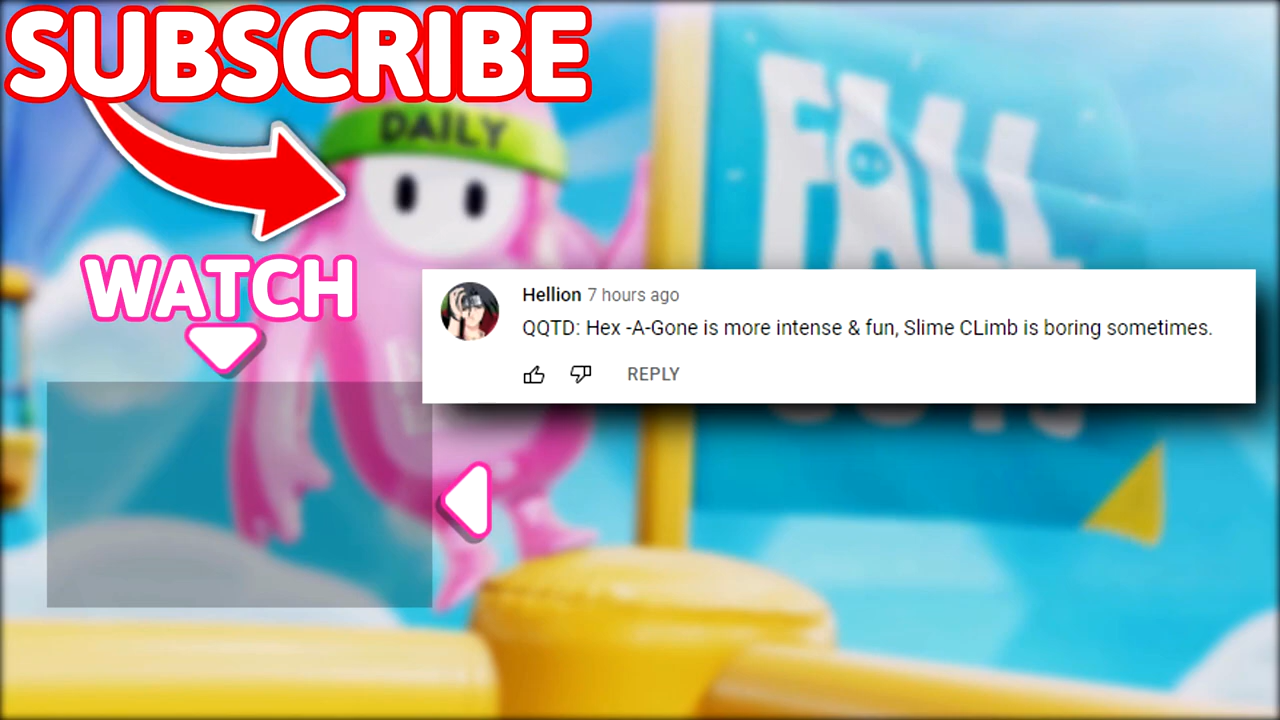 SUBSCRIBE
DAILY
FALL
WATCH
Hellion 7 hours ago
QQTD: Hex -A-Gone is more intense & fun, Slime CLimb is boring sometimes.
REPLY